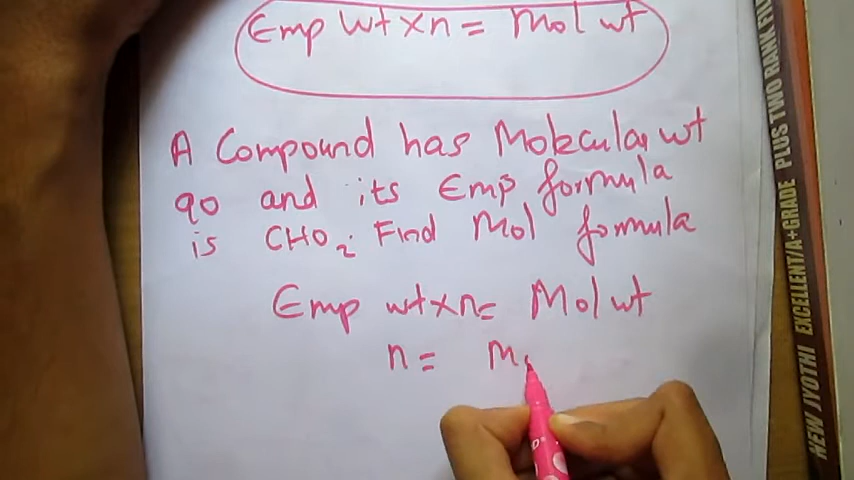 Emp Wt x n = Mol wt
A Compound has Molecular wt
90 and its Emp formula
is CHO2. Find Mol formula
Emp wt x n = Mol wt
n = Mo
NEW JYOTHI EXCELLENT/A+GRADE PLUS TWO RANK FILE